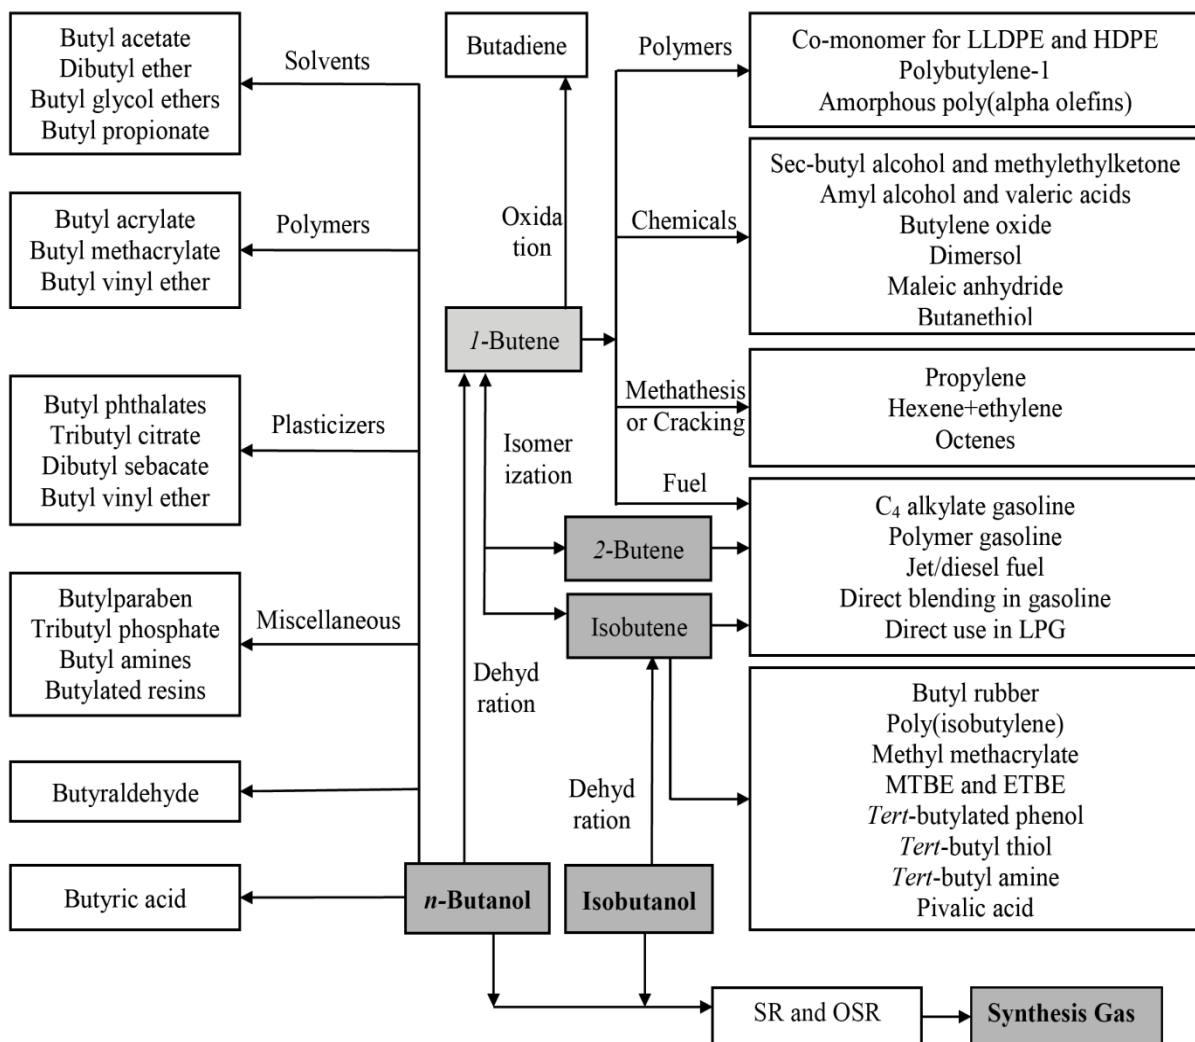 Butyl acetate
Dibutyl ether
Butyl glycol ethers
Butyl propionate
Solvents
Butyl acrylate
Butyl methacrylate
Butyl vinyl ether
Polymers
Butyl phthalates
Tributyl citrate
Dibutyl sebacate
Butyl vinyl ether
Plasticizers
Butylparaben
Tributyl phosphate
Butyl amines
Butylated resins
Miscellaneous
Butyraldehyde
Butyric acid
n-Butanol
Butadiene
Oxida
tion
1-Butene
Isomer
ization
2-Butene
Isobutene
Dehyd
ration
Dehyd
ration
Isobutanol
Polymers
Co-monomer for LLDPE and HDPE
Polybutylene-1
Amorphous poly(alpha olefins)
Chemicals
Sec-butyl alcohol and methylethylketone
Amyl alcohol and valeric acids
Butylene oxide
Dimersol
Maleic anhydride
Butanethiol
Methathesis
or Cracking
Propylene
Hexene+ethylene
Octenes
Fuel
C₄ alkylate gasoline
Polymer gasoline
Jet/diesel fuel
Direct blending in gasoline
Direct use in LPG
Butyl rubber
Poly(isobutylene)
Methyl methacrylate
MTBE and ETBE
Tert-butylated phenol
Tert-butyl thiol
Tert-butyl amine
Pivalic acid
SR and OSR
Synthesis Gas